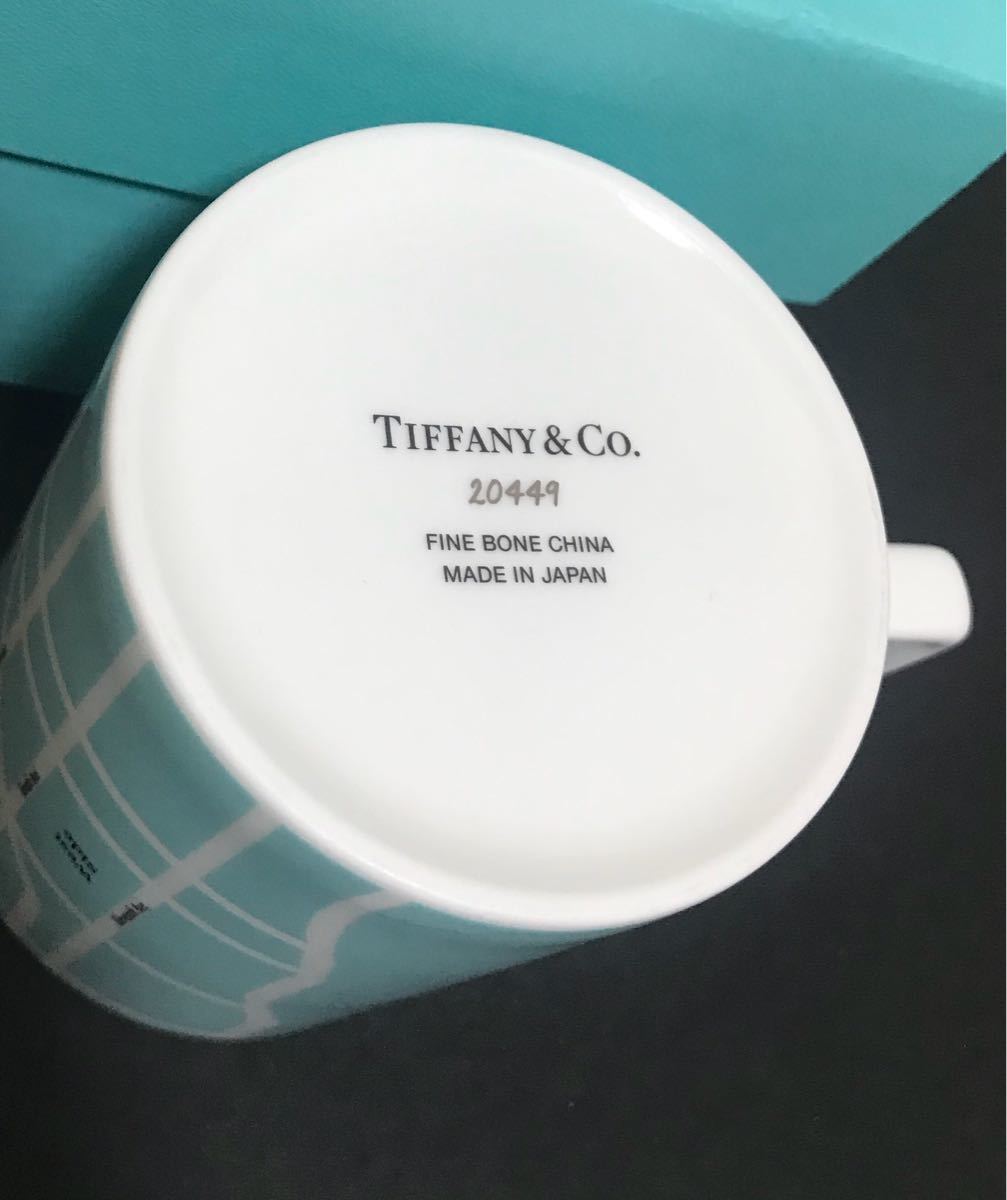 TIFFANY & CO.
20449
FINE BONE CHINA
MADE IN JAPAN